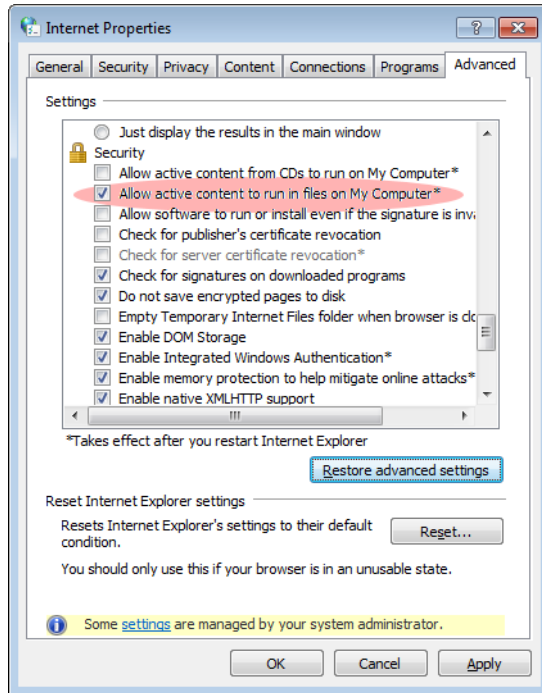 Internet Properties
General Security Privacy Content Connections Programs Advanced
Settings
Just display the results in the main window
Security
Allow active content from CDs to run on My Computer*
Allow active content to run in files on My Computer*
Allow software to run or install even if the signature is inva
Check for publisher's certificate revocation
Check for server certificate revocation*
Check for signatures on downloaded programs
Do not save encrypted pages to disk
Empty Temporary Internet Files folder when browser is clo
Enable DOM Storage
Enable Integrated Windows Authentication*
Enable memory protection to help mitigate online attacks*
Enable native XMLHTTP support
*Takes effect after you restart Internet Explorer
Restore advanced settings
Reset Internet Explorer settings
Resets Internet Explorer's settings to their default
condition.
Reset...
You should only use this if your browser is in an unusable state.
Some settings are managed by your system administrator.
OK Cancel Apply